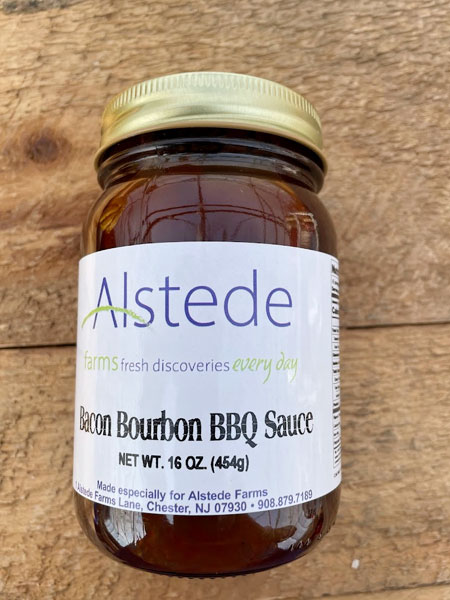 Alstede
farms fresh discoveries every day
Bacon Bourbon BBQ Sauce
NET WT. 16 OZ. (454g)
Made especially for Alstede Farms
Alstede Farms Lane, Chester, NJ 07930 • 908.879.7189